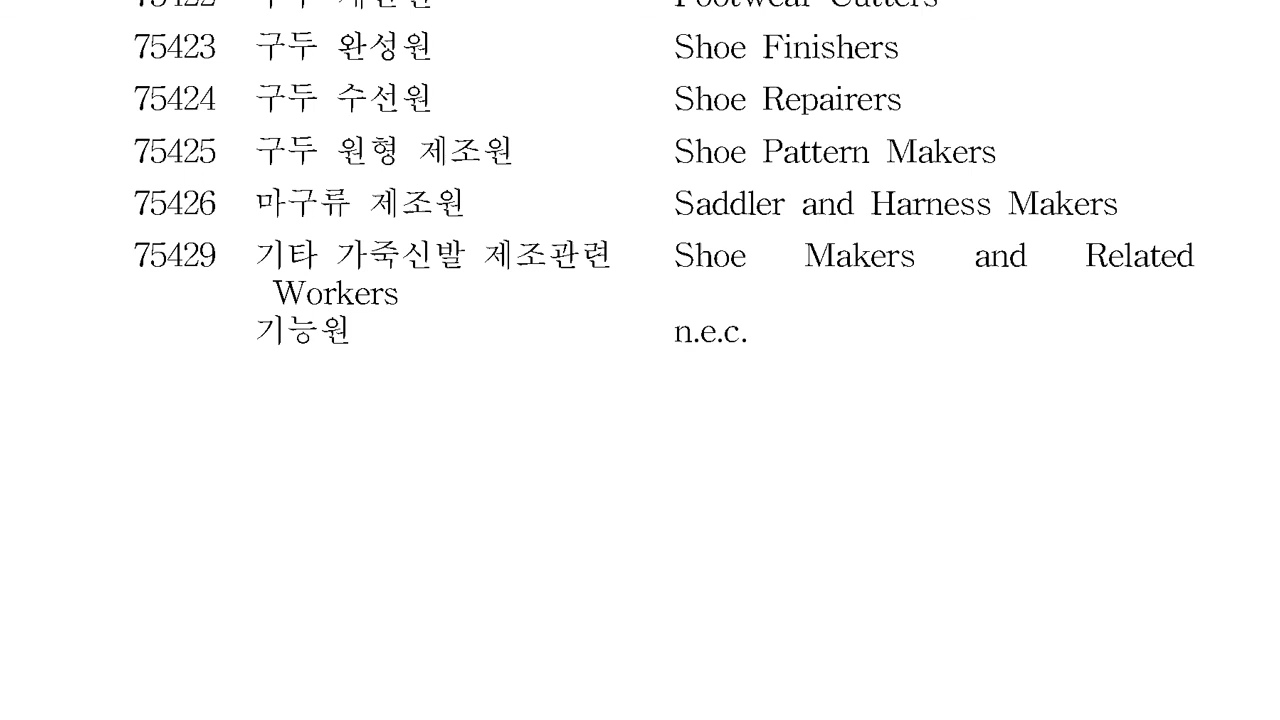 75423 구두 완성원 Shoe Finishers
75424 구두 수선원 Shoe Repairers
75425 구두 원형 제조원 Shoe Pattern Makers
75426 마구류 제조원 Saddler and Harness Makers
75429 기타 가죽신발 제조관련 Shoe Makers and Related
Workers
기능원 n.e.c.